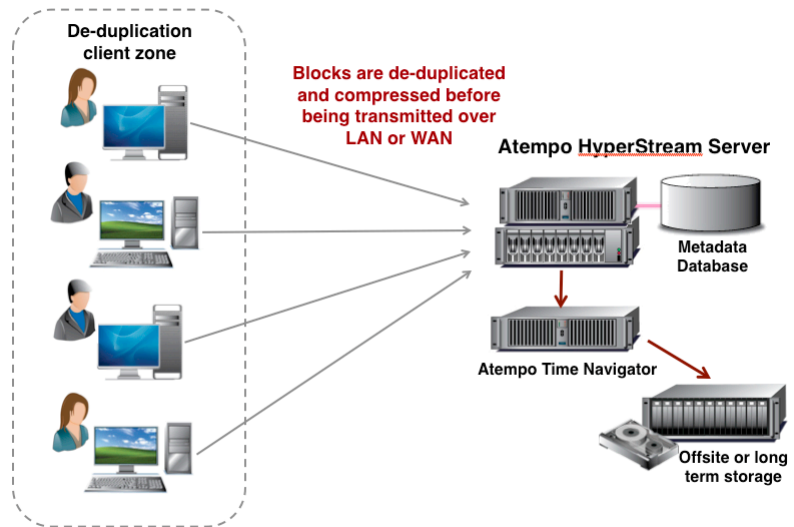 De-duplication
client zone
Blocks are de-duplicated
and compressed before
being transmitted over
LAN or WAN
Atempo HyperStream Server
Metadata
Database
Atempo Time Navigator
Offsite or long
term storage